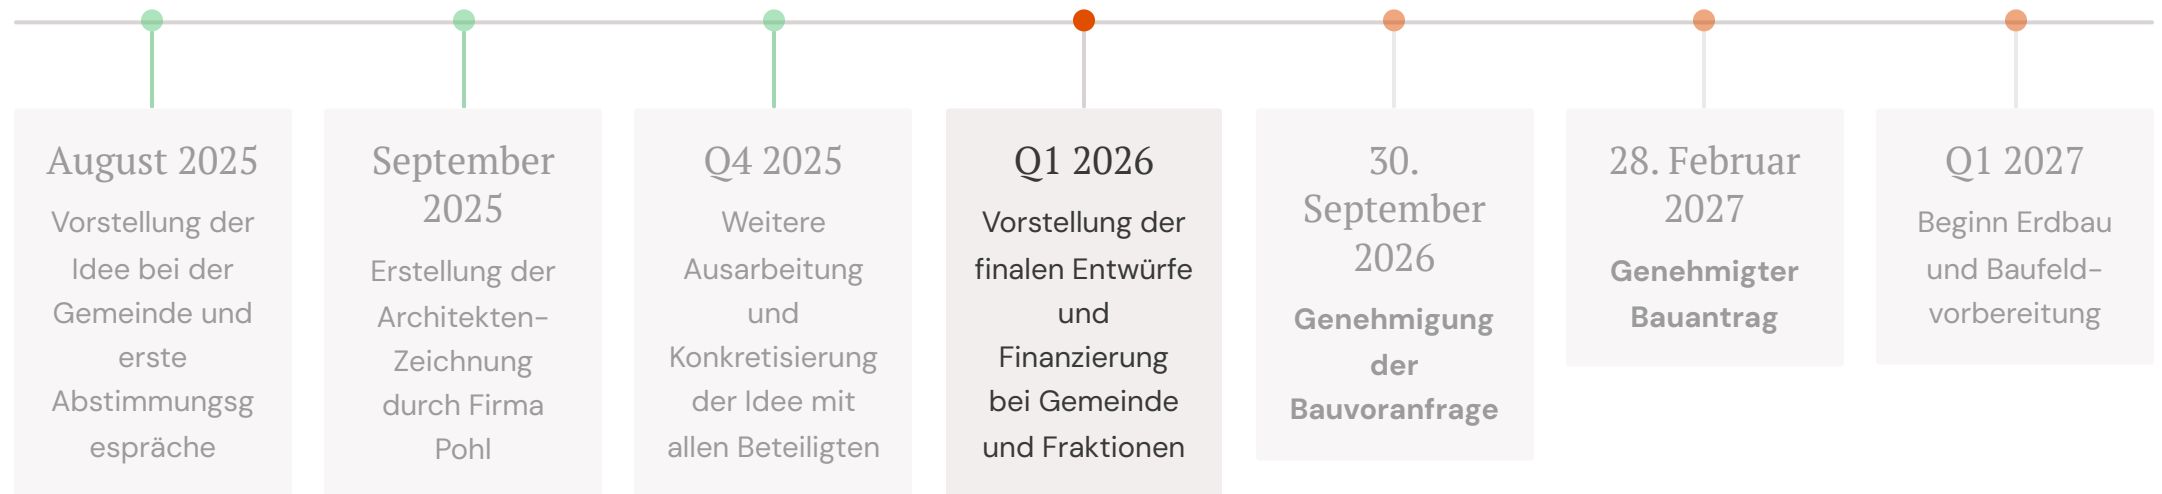 August 2025
Vorstellung der
Idee bei der
Gemeinde und
erste
Abstimmungsg
espräche
September
2025
Erstellung der
Architekten-
Zeichnung
durch Firma
Pohl
Q4 2025
Weitere
Ausarbeitung
und
Konkretisierung
der Idee mit
allen Beteiligten
Q1 2026
Vorstellung der
finalen Entwürfe
und
Finanzierung
bei Gemeinde
und Fraktionen
30.
September
2026
Genehmigung
der
Bauvoranfrage
28. Februar
2027
Genehmigter
Bauantrag
Q1 2027
Beginn Erdbau
und Baufeld-
vorbereitung